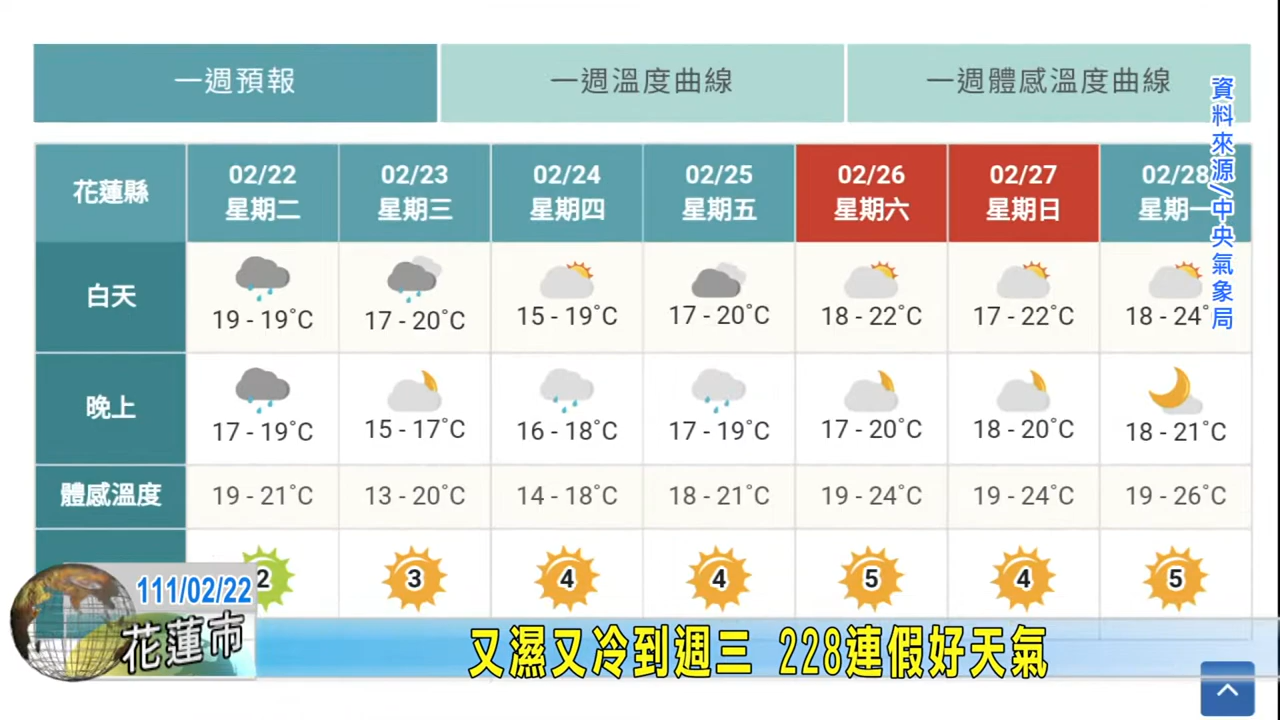 一週預報 一週溫度曲線 一週體感溫度曲線
資料來源/中央氣象局
花蓮縣 02/22 02/23 02/24 02/25 02/26 02/27 02/28
星期二 星期三 星期四 星期五 星期六 星期日 星期一
白天 19 - 19°C 17 - 20°C 15 - 19°C 17 - 20°C 18 - 22°C 17 - 22°C 18 - 24°
晚上 17 - 19°C 15 - 17°C 16 - 18°C 17 - 19°C 17 - 20°C 18 - 20°C 18 - 21°C
體感溫度 19 - 21°C 13 - 20°C 14 - 18°C 18 - 21°C 19 - 24°C 19 - 24°C 19 - 26°C
2 3 4 4 5 4 5
111/02/22
花蓮市
又濕又冷到週三 228連假好天氣